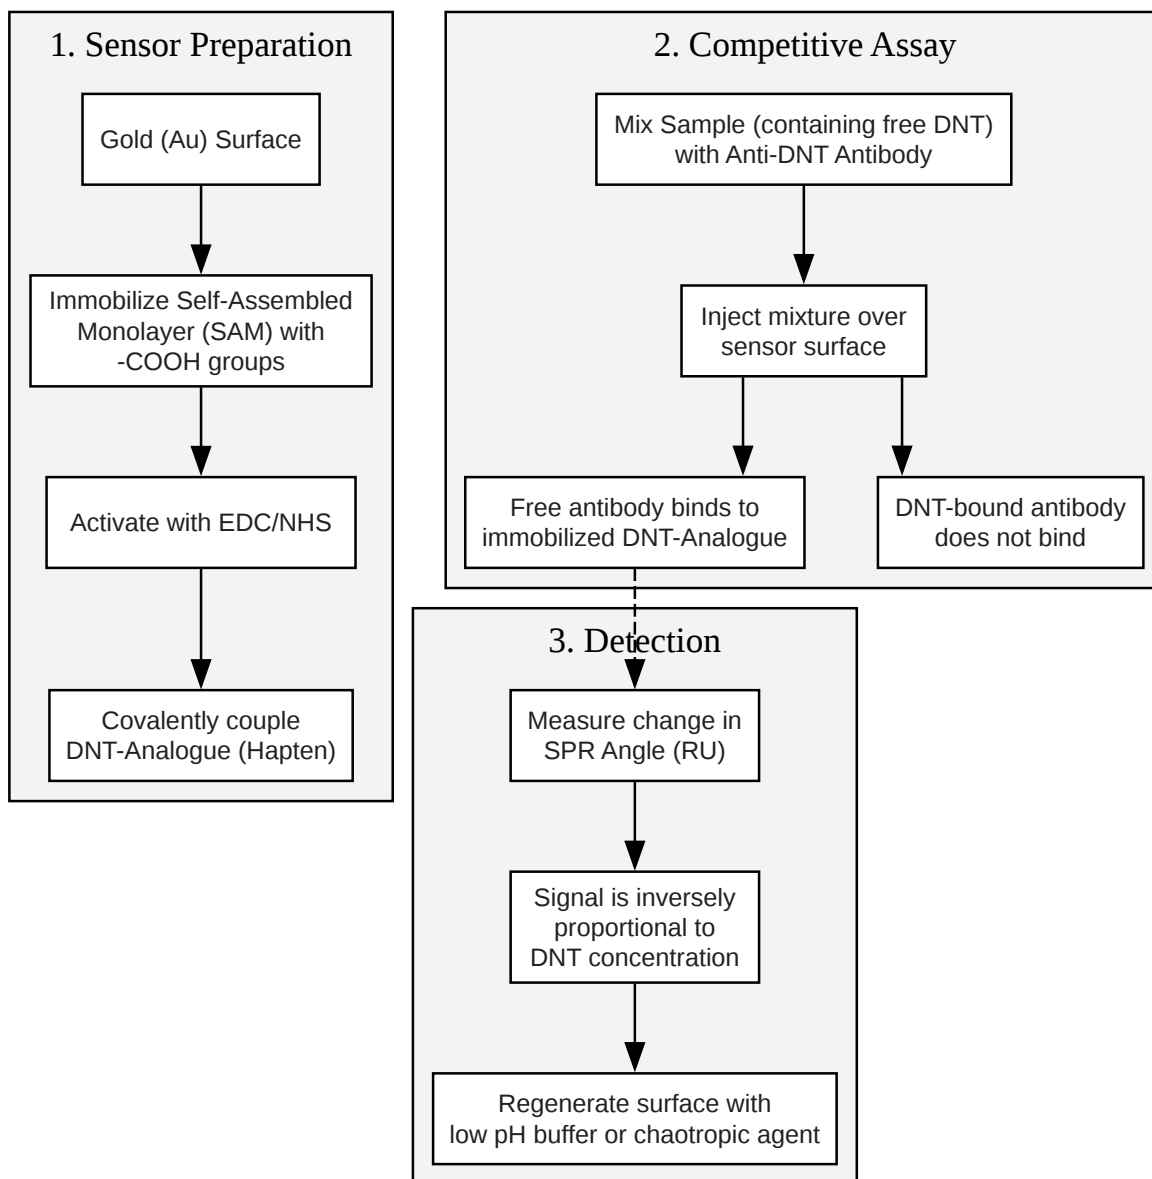 1. Sensor Preparation
Gold (Au) Surface
Immobilize Self-Assembled
Monolayer (SAM) with
-COOH groups
Activate with EDC/NHS
Covalently couple
DNT-Analogue (Hapten)
2. Competitive Assay
Mix Sample (containing free DNT)
with Anti-DNT Antibody
Inject mixture over
sensor surface
Free antibody binds to
immobilized DNT-Analogue
DNT-bound antibody
does not bind
3. Detection
Measure change in
SPR Angle (RU)
Signal is inversely
proportional to
DNT concentration
Regenerate surface with
low pH buffer or chaotropic agent